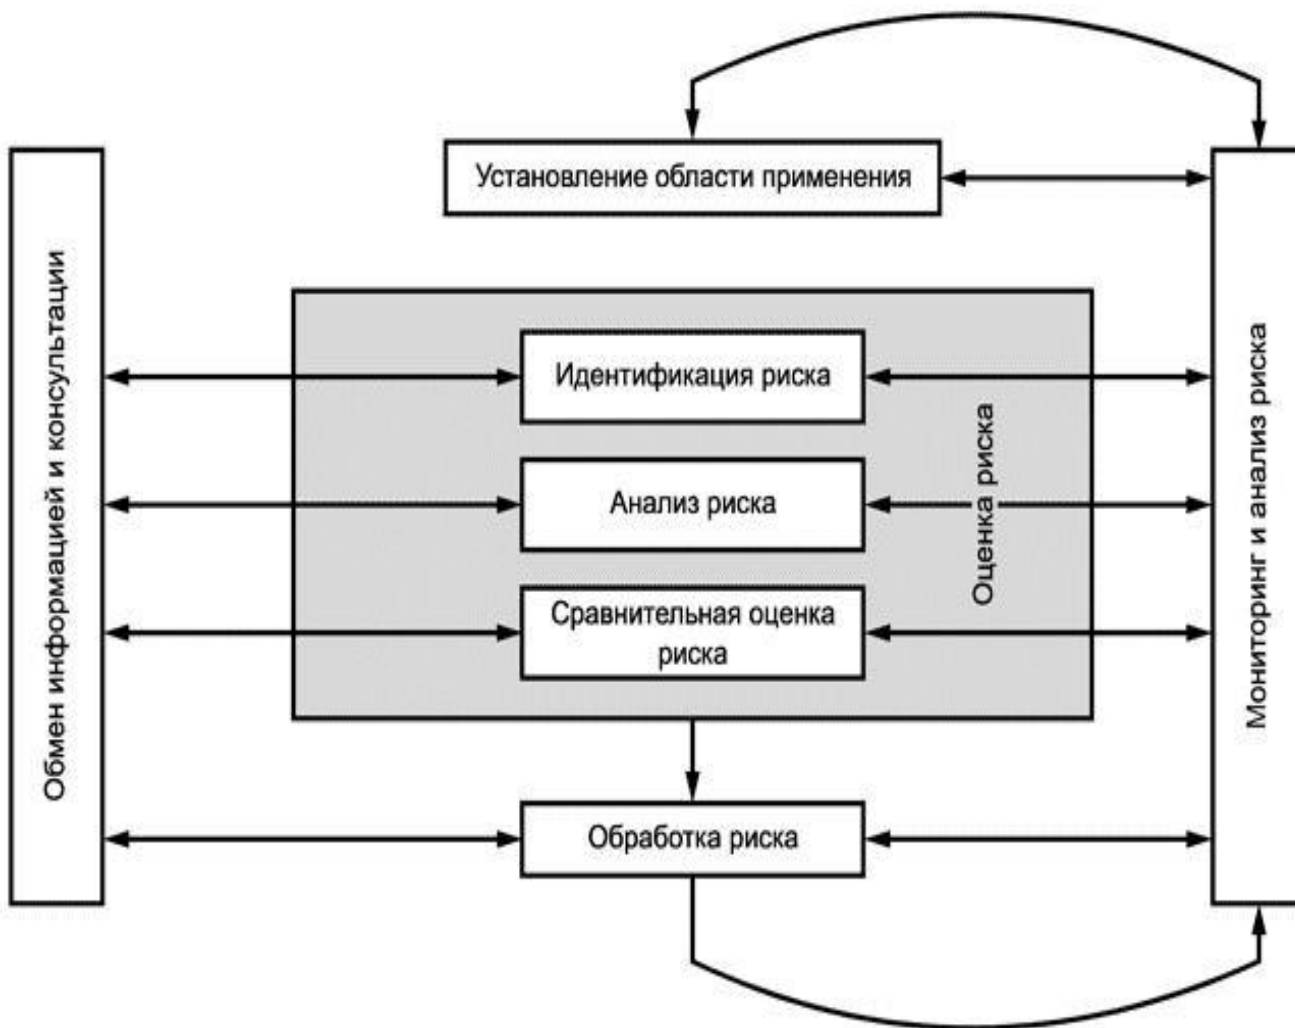 Установление области применения
Обмен информацией и консультации
Идентификация риска
Анализ риска
Сравнительная оценка
риска
Оценка риска
Мониторинг и анализ риска
Обработка риска